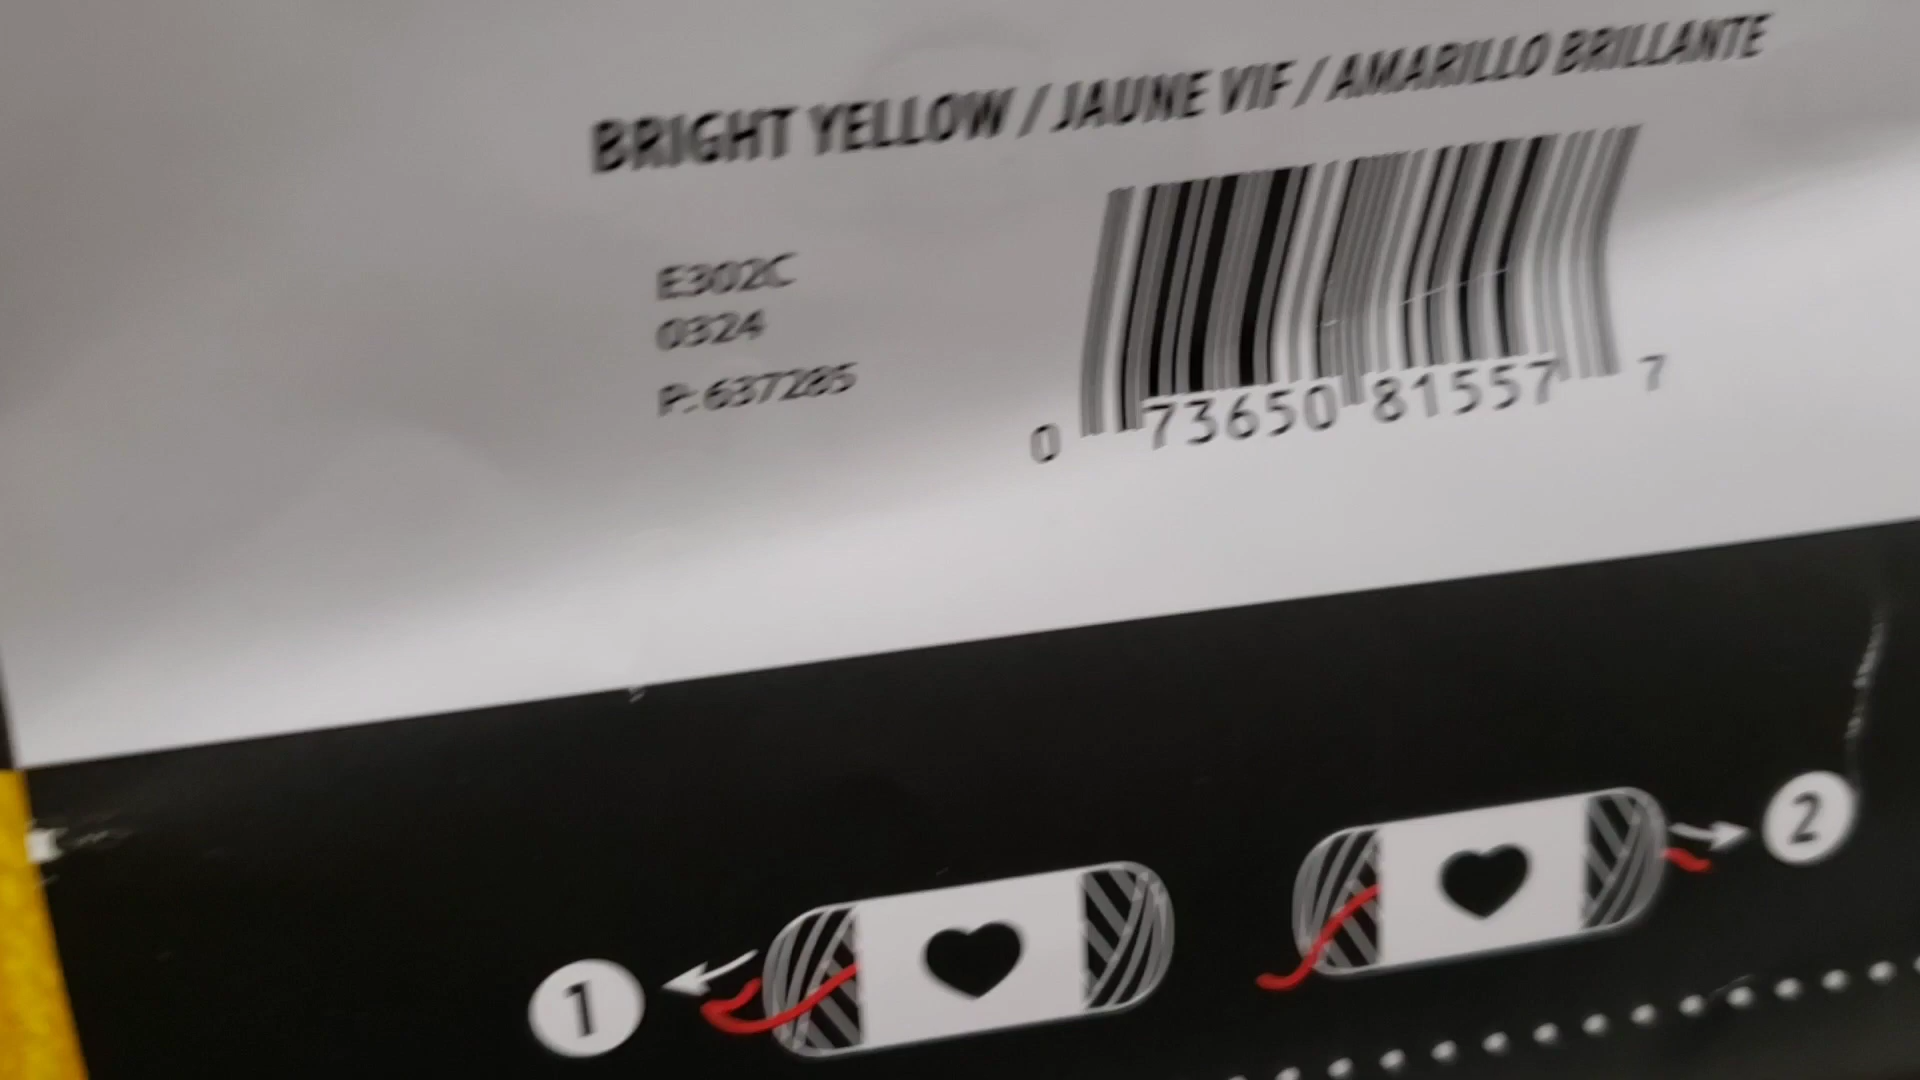 BRIGHT YELLOW / JAUNE VIF / AMARILLO BRILLANTE
E302C
0324
P: 637285
0 73650 81557 7
1
2